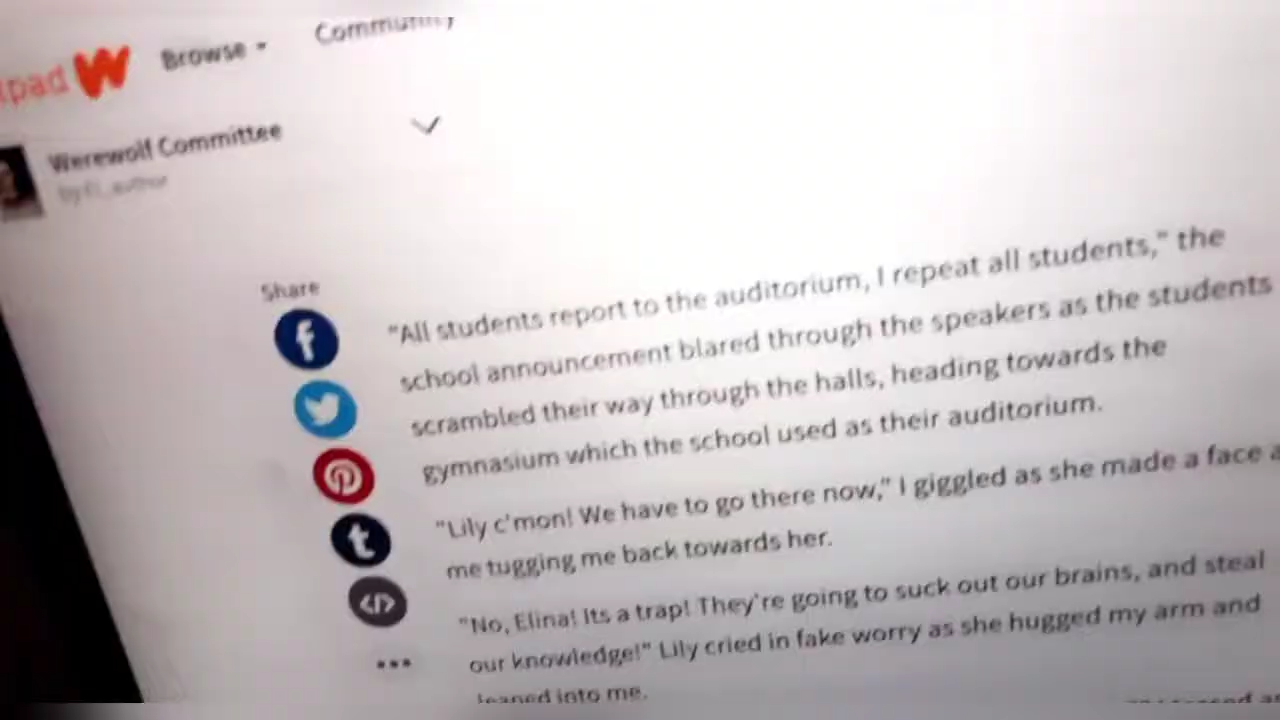 Browse
Community
Werewolf Committee
Share
"All students report to the auditorium, I repeat all students," the
school announcement blared through the speakers as the students
scrambled their way through the halls, heading towards the
gymnasium which the school used as their auditorium.
"Lily c'mon! We have to go there now," I giggled as she made a face a
me tugging me back towards her.
"No, Elina! Its a trap! They're going to suck out our brains, and steal
our knowledge!" Lily cried in fake worry as she hugged my arm and
leaned into me.